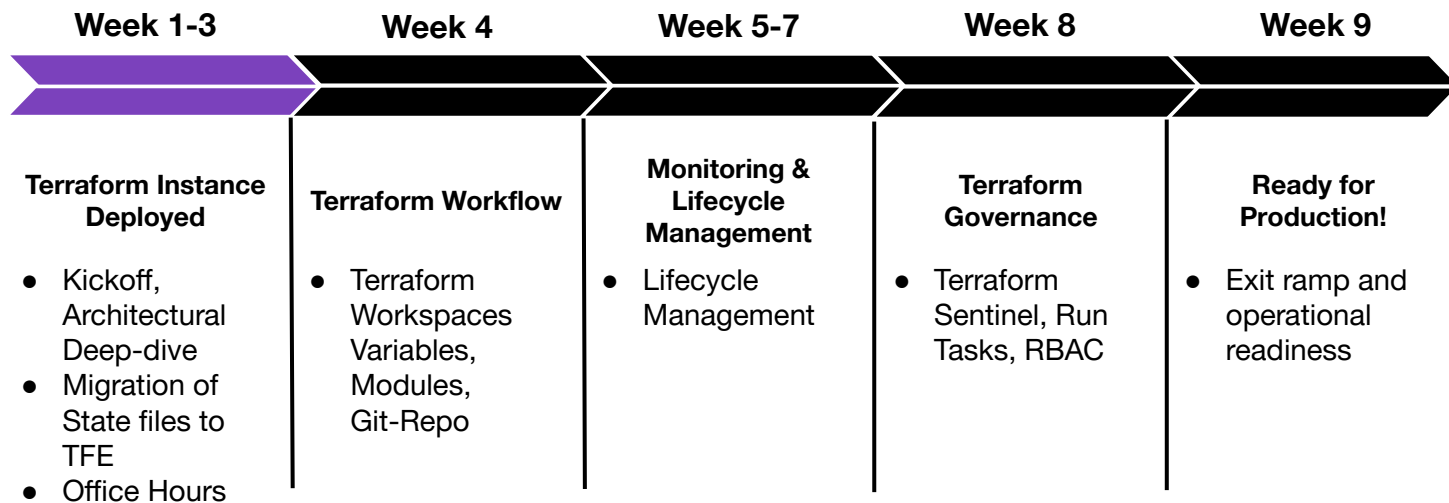 Week 1-3
Week 4
Week 5-7
Week 8
Week 9
Terraform Instance
Deployed
● Kickoff,
Architectural
Deep-dive
● Migration of
State files to
TFE
● Office Hours
Terraform Workflow
● Terraform
Workspaces
Variables,
Modules,
Git-Repo
Monitoring &
Lifecycle
Management
● Lifecycle
Management
Terraform
Governance
● Terraform
Sentinel, Run
Tasks, RBAC
Ready for
Production!
● Exit ramp and
operational
readiness